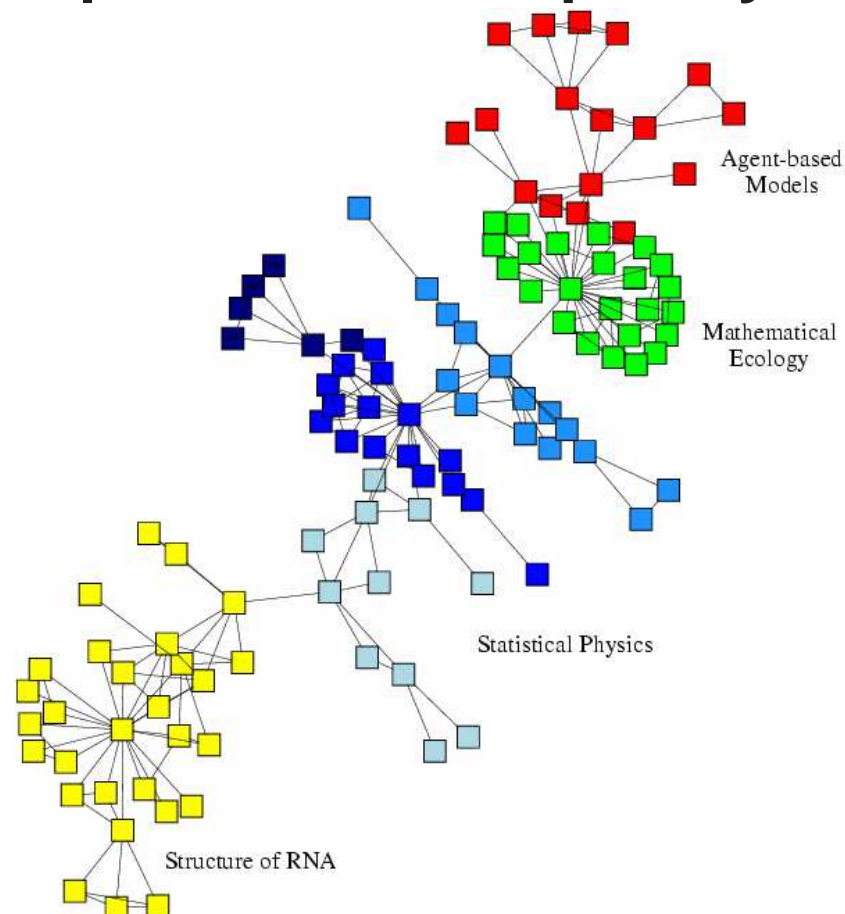 Agent-based
Models
Mathematical
Ecology
Statistical Physics
Structure of RNA